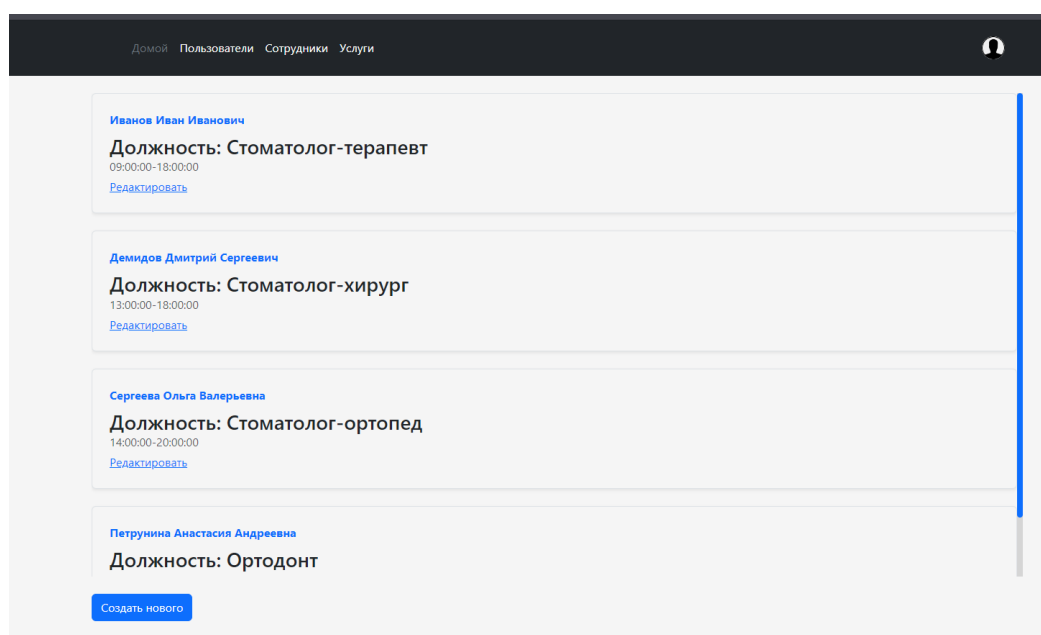 Домой Пользователи Сотрудники Услуги
Иванов Иван Иванович
Должность: Стоматолог-терапевт
09:00:00-18:00:00
Редактировать
Демидов Дмитрий Сергеевич
Должность: Стоматолог-хирург
13:00:00-18:00:00
Редактировать
Сергеева Ольга Валерьевна
Должность: Стоматолог-ортопед
14:00:00-20:00:00
Редактировать
Петрунина Анастасия Андреевна
Должность: Ортодонт
Создать нового